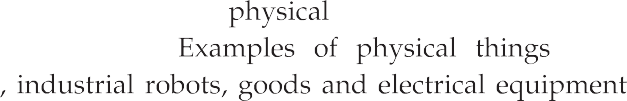 physical
Examples of physical things
, industrial robots, goods and electrical equipment